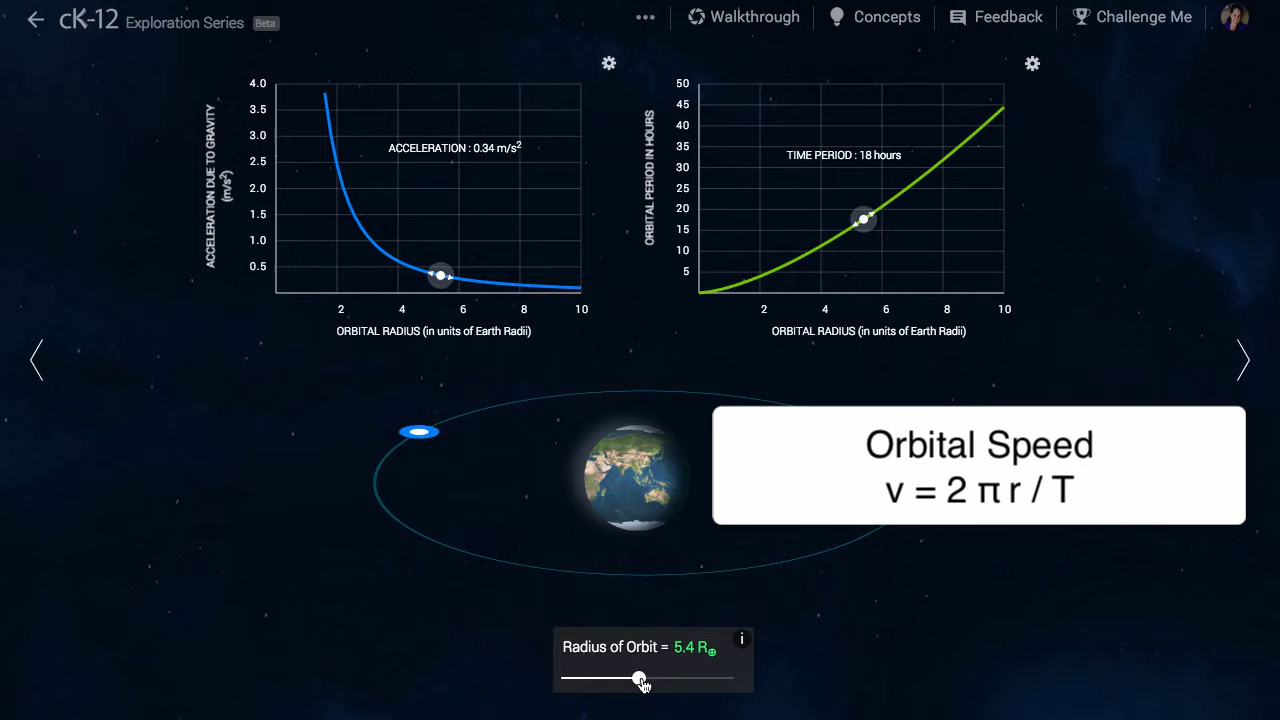 cK-12 Exploration Series Beta
••• Walkthrough Concepts Feedback Challenge Me
ACCELERATION DUE TO GRAVITY
(m/s²)
4.0
3.5
3.0
2.5
2.0
1.5
1.0
0.5
ACCELERATION : 0.34 m/s²
2 4 6 8 10
ORBITAL RADIUS (in units of Earth Radii)
ORBITAL PERIOD IN HOURS
50
45
40
35
30
25
20
15
10
5
TIME PERIOD : 18 hours
2 4 6 8 10
ORBITAL RADIUS (in units of Earth Radii)
Orbital Speed
v = 2 π r / T
Radius of Orbit = 5.4 R⊕
i